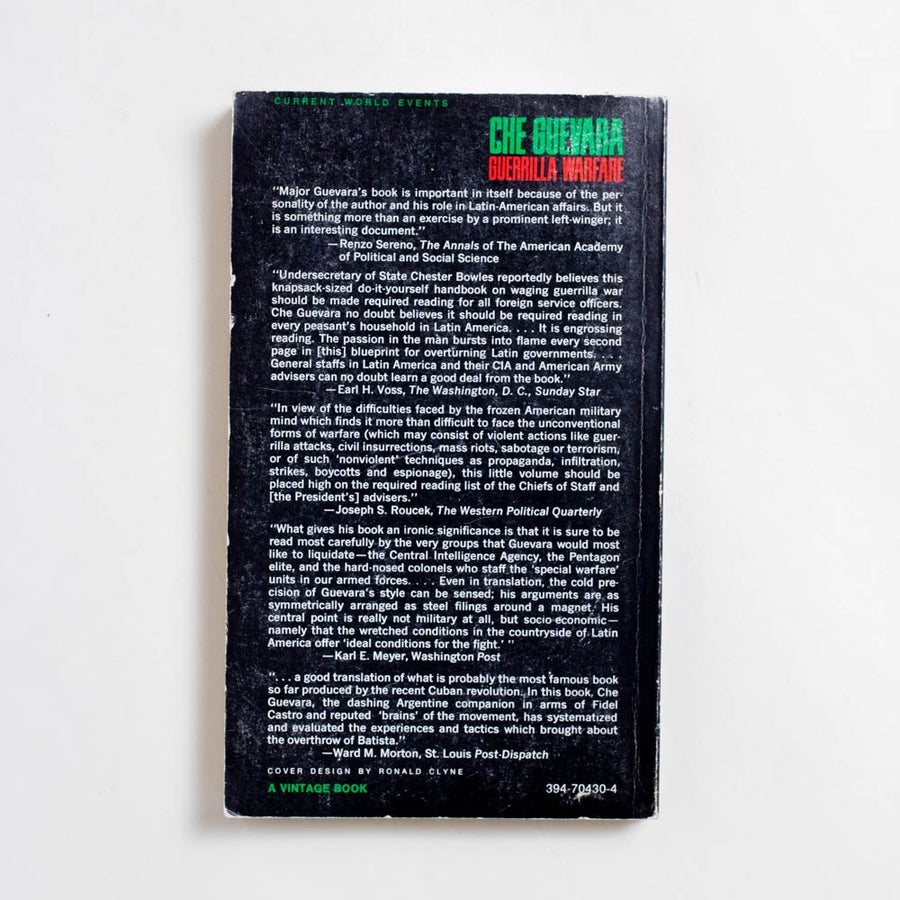 CURRENT WORLD EVENTS
CHE GUEVARA
GUERRILLA WARFARE
"Major Guevara's book is important in itself because of the per-
sonality of the author and his role in Latin-American affairs. But it
is something more than an exercise by a prominent left-winger; it
is an interesting document."
—Renzo Sereno, The Annals of The American Academy
of Political and Social Science
"Undersecretary of State Chester Bowles reportedly believes this
knapsack-sized do-it-yourself handbook on waging guerrilla war
should be made required reading for all foreign service officers.
Che Guevara no doubt believes it should be required reading in
every peasant's household in Latin America. . . . It is engrossing
reading. The passion in the man bursts into flame every second
page in [this] blueprint for overturning Latin governments. . . .
General staffs in Latin America and their CIA and American Army
advisers can no doubt learn a good deal from the book."
—Earl H. Voss, The Washington, D. C., Sunday Star
"In view of the difficulties faced by the frozen American military
mind which finds it more than difficult to face the unconventional
forms of warfare (which may consist of violent actions like guer-
rilla attacks, civil insurrections, mass riots, sabotage or terrorism,
or of such 'nonviolent' techniques as propaganda, infiltration,
strikes, boycotts and espionage), this little volume should be
placed high on the required reading list of the Chiefs of Staff and
[the President's] advisers."
—Joseph S. Roucek, The Western Political Quarterly
"What gives his book an ironic significance is that it is sure to be
read most carefully by the very groups that Guevara would most
like to liquidate—the Central Intelligence Agency, the Pentagon
elite, and the hard-nosed colonels who staff the 'special warfare'
units in our armed forces. . . . Even in translation, the cold pre-
cision of Guevara's style can be sensed; his arguments are as
symmetrically arranged as steel filings around a magnet. His
central point is really not military at all, but socio-economic—
namely that the wretched conditions in the countryside of Latin
America offer 'ideal conditions for the fight.' "
—Karl E. Meyer, Washington Post
". . . a good translation of what is probably the most famous book
so far produced by the recent Cuban revolution. In this book, Che
Guevara, the dashing Argentine companion in arms of Fidel
Castro and reputed 'brains' of the movement, has systematized
and evaluated the experiences and tactics which brought about
the overthrow of Batista."
—Ward M. Morton, St. Louis Post-Dispatch
COVER DESIGN BY RONALD CLYNE
A VINTAGE BOOK
394-70430-4